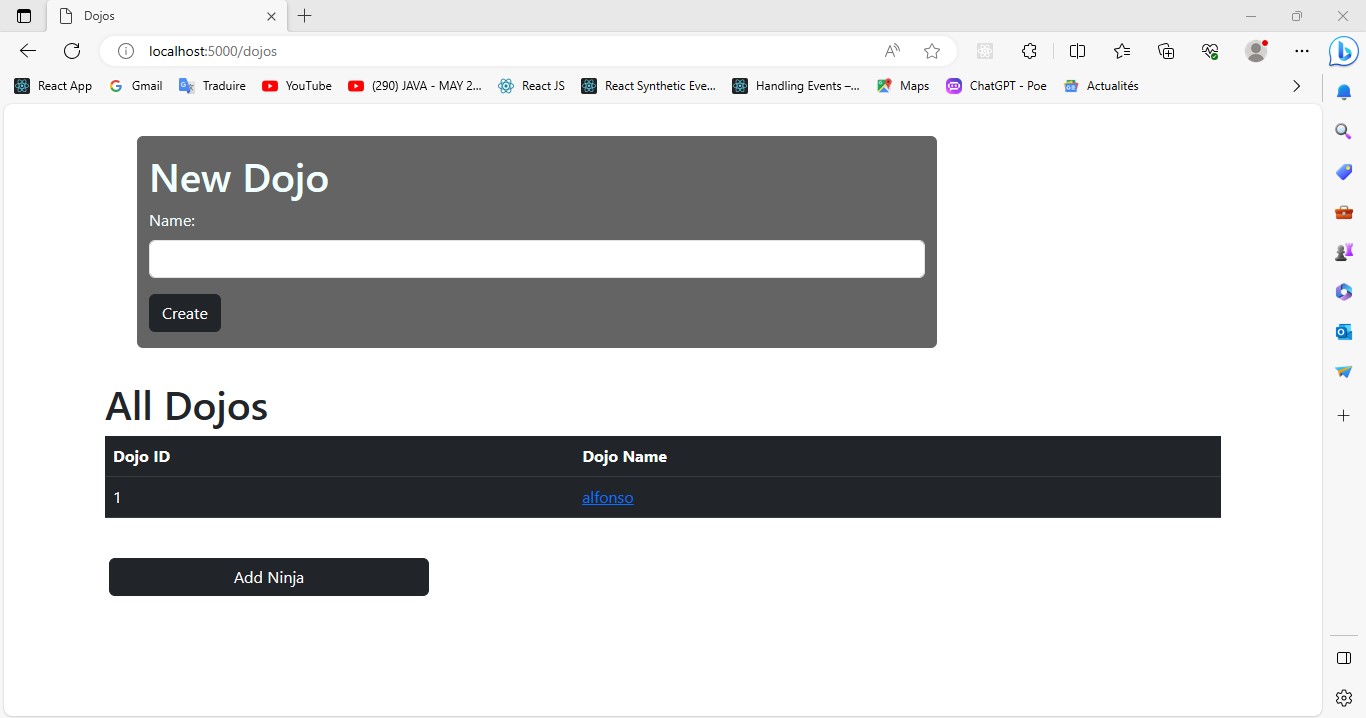 Dojos
localhost:5000/dojos
React App
Gmail
Traduire
YouTube
(290) JAVA - MAY 2...
React JS
React Synthetic Eve...
Handling Events –...
Maps
ChatGPT - Poe
Actualités
New Dojo
Name:
Create
All Dojos
Dojo ID Dojo Name
1 alfonso
Add Ninja